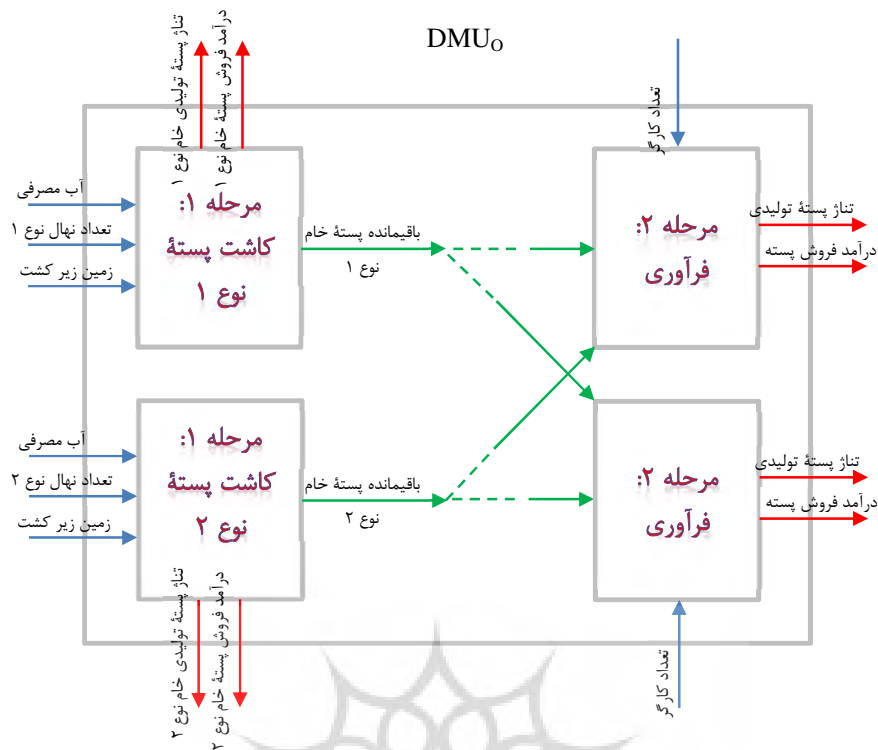 DMUO
تناژ پستهٔ تولیدی خام نوع ۱
درآمد فروش پستهٔ خام نوع ۱
تعداد کارگر
آب مصرفی
تعداد نهال نوع ۱
زمین زیر کشت
مرحله ۱:
کاشت پستهٔ
نوع ۱
باقیمانده پستهٔ خام
نوع ۱
مرحله ۲:
فرآوری
تناژ پستهٔ تولیدی
درآمد فروش پسته
آب مصرفی
تعداد نهال نوع ۲
زمین زیر کشت
مرحله ۱:
کاشت پستهٔ
نوع ۲
باقیمانده پستهٔ خام
نوع ۲
مرحله ۲:
فرآوری
تناژ پستهٔ تولیدی
درآمد فروش پسته
تناژ پستهٔ تولیدی خام نوع ۲
درآمد فروش پستهٔ خام نوع ۲
تعداد کارگر